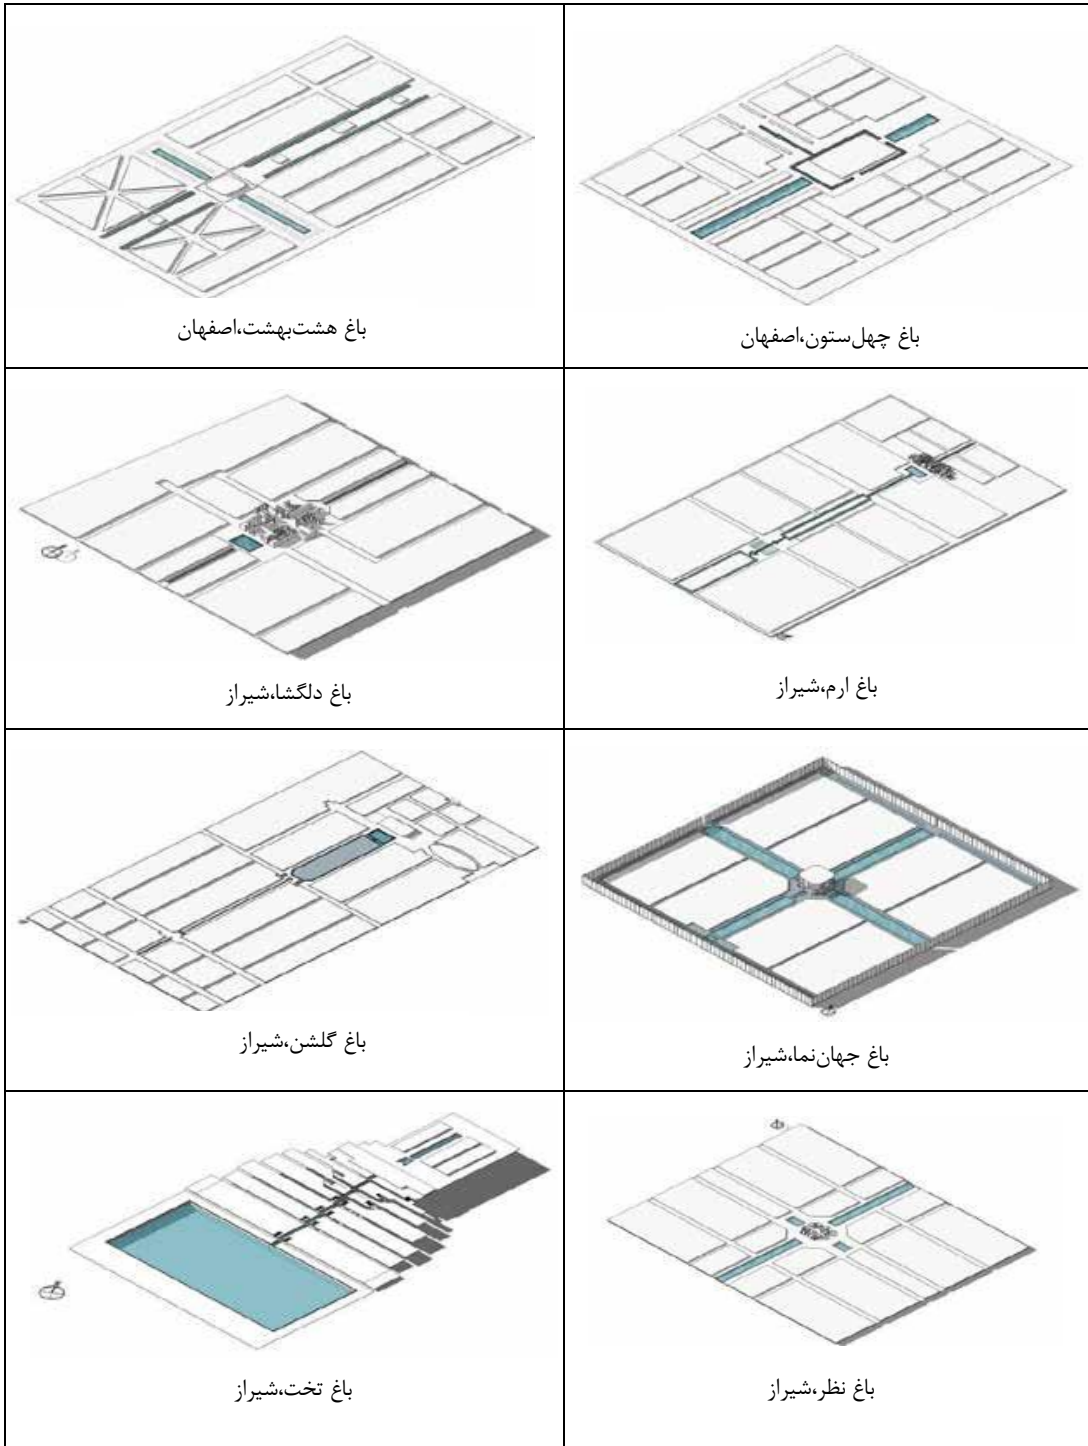 باغ چهل‌ستون،اصفهان
باغ هشت‌بهشت،اصفهان
باغ ارم،شیراز
باغ دلگشا،شیراز
باغ جهان‌نما،شیراز
باغ گلشن،شیراز
باغ نظر،شیراز
باغ تخت،شیراز